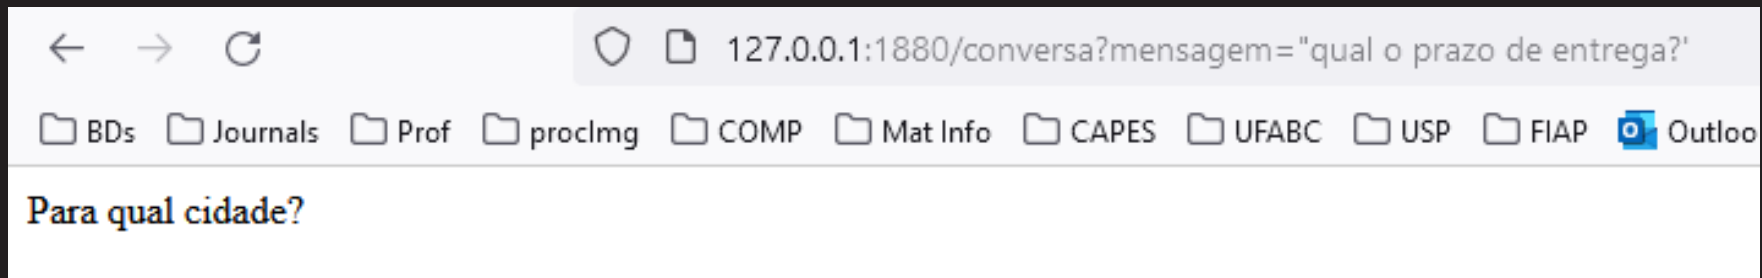 127.0.0.1:1880/conversa?mensagem="qual o prazo de entrega?'
BDs Journals Prof procImg COMP Mat Info CAPES UFABC USP FIAP Outloo
Para qual cidade?